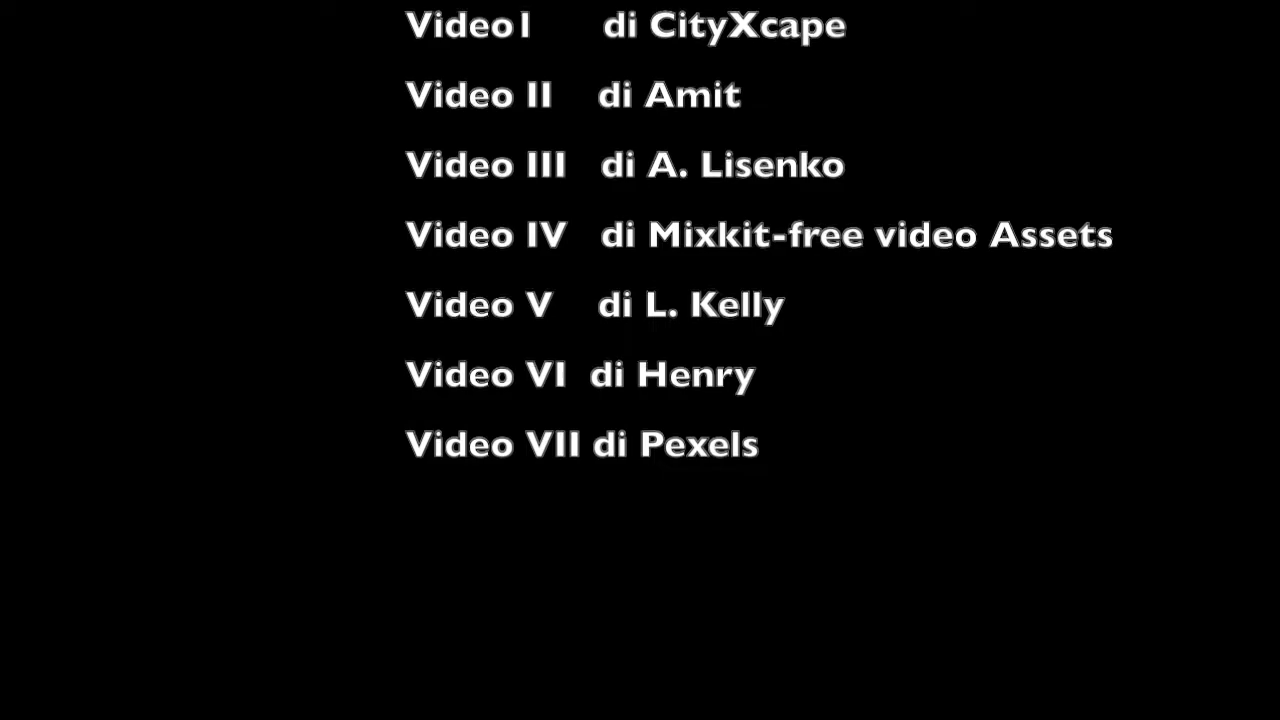 Video1 di CityXcape
Video II di Amit
Video III di A. Lisenko
Video IV di Mixkit-free video Assets
Video V di L. Kelly
Video VI di Henry
Video VII di Pexels